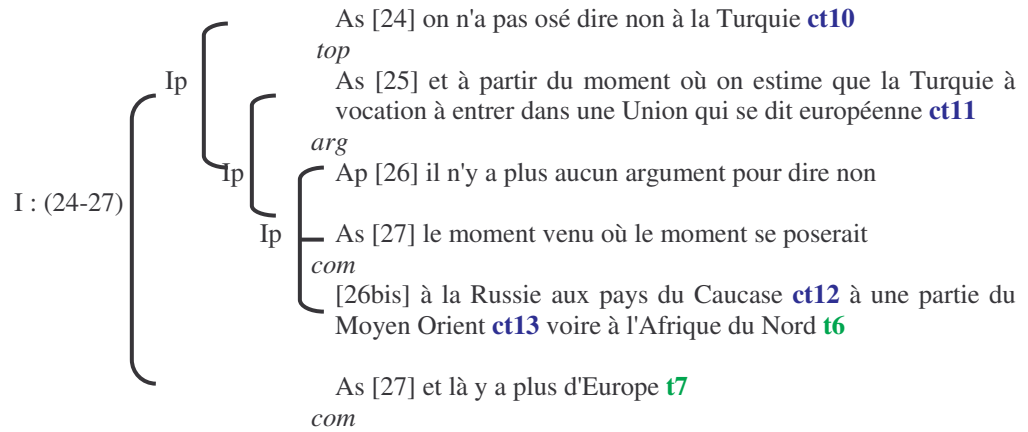 As [24] on n'a pas osé dire non à la Turquie ct10
top
Ip
As [25] et à partir du moment où on estime que la Turquie à
vocation à entrer dans une Union qui se dit européenne ct11
arg
Ip
Ap [26] il n'y a plus aucun argument pour dire non
I : (24-27)
Ip
As [27] le moment venu où le moment se poserait
com
[26bis] à la Russie aux pays du Caucase ct12 à une partie du
Moyen Orient ct13 voire à l'Afrique du Nord t6
As [27] et là y a plus d'Europe t7
com